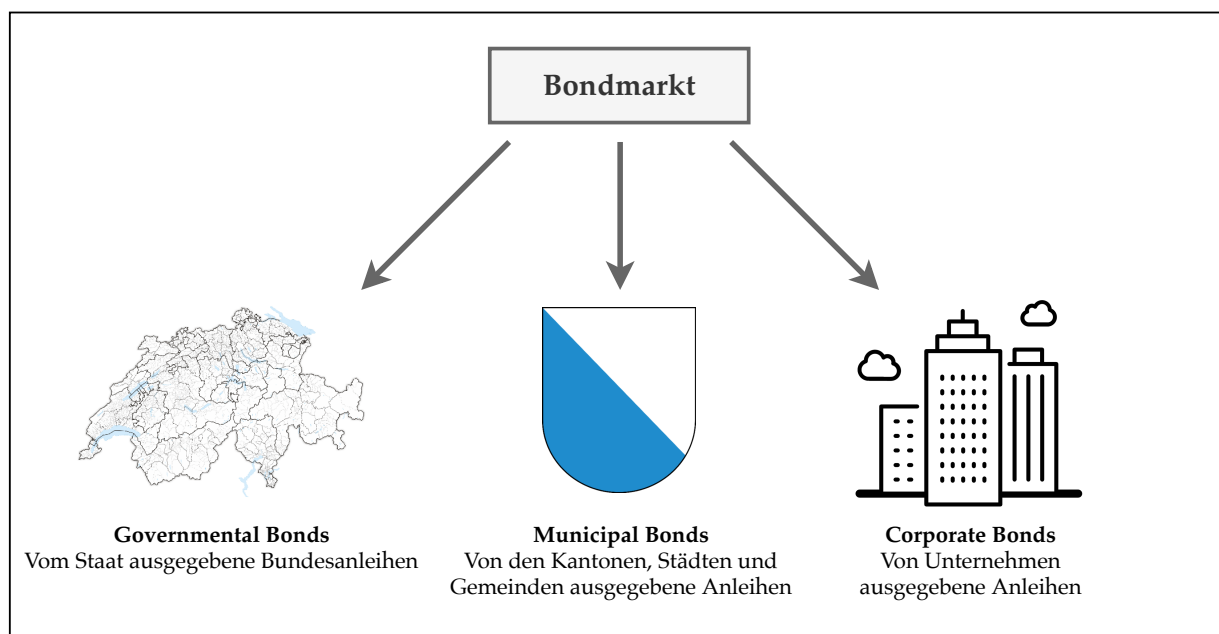 Bondmarkt
Governmental Bonds
Vom Staat ausgegebene Bundesanleihen
Municipal Bonds
Von den Kantonen, Städten und
Gemeinden ausgegebene Anleihen
Corporate Bonds
Von Unternehmen
ausgegebene Anleihen